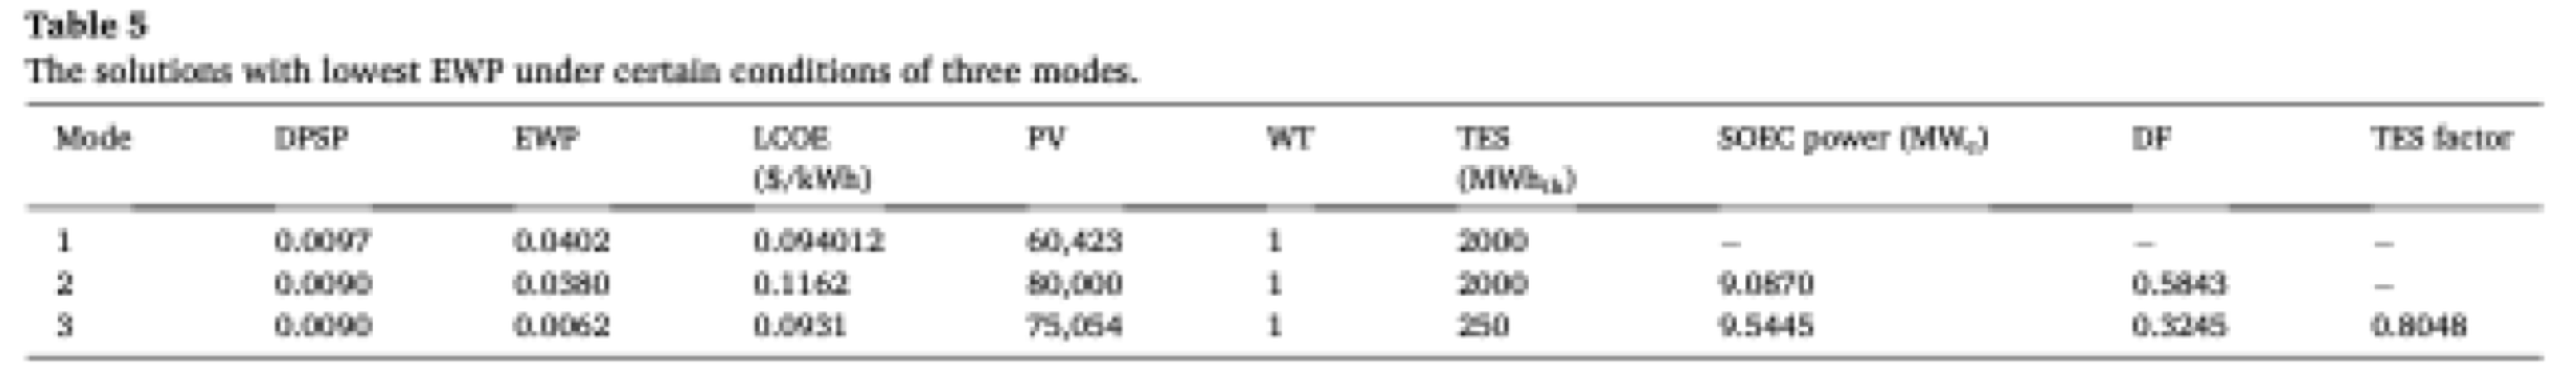 Table 5
The solutions with lowest EWP under certain conditions of three modes.
Mode DPSP EWP LCOE PV WT TES SOEC power (MWe) DF TES factor
($/kWh) (MWhth)
1 0.0097 0.0402 0.094012 60,423 1 2000 – – –
2 0.0090 0.0380 0.1162 80,000 1 2000 9.0870 0.5843 –
3 0.0090 0.0062 0.0931 75,054 1 250 9.5445 0.3245 0.8048